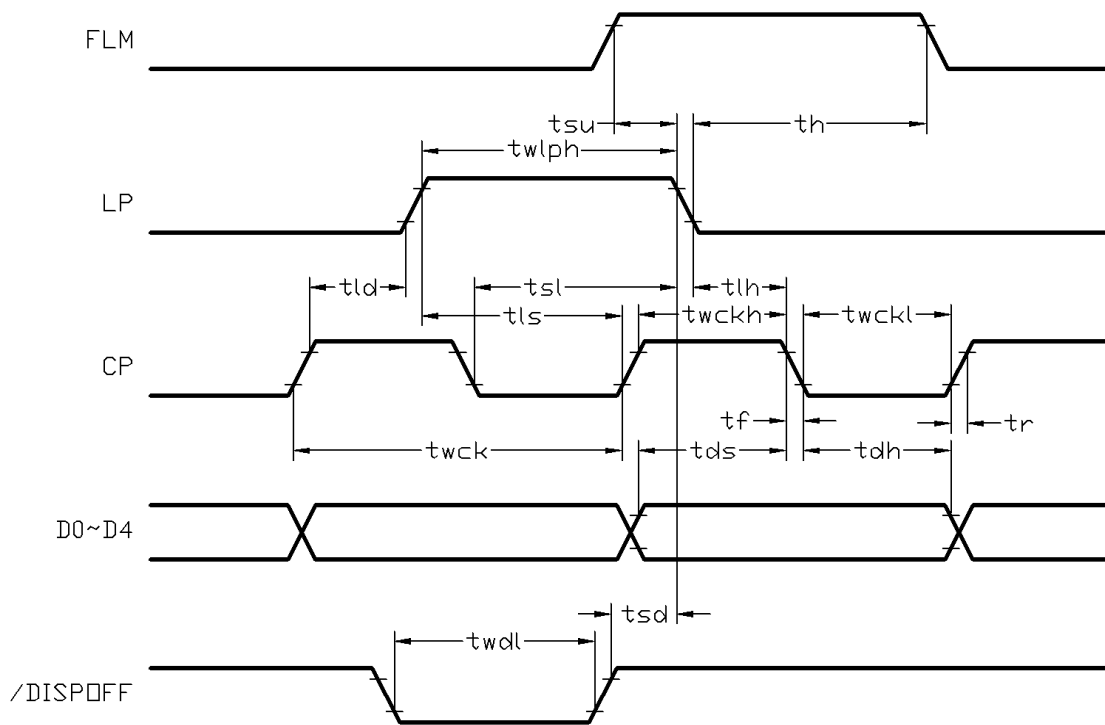 FLM
tsu
th
twlph
LP
tld
tsl
tlh
tls
twckh
twckl
CP
tf
tr
twck
tds
tdh
D0~D4
tsd
twdl
/DISPOFF